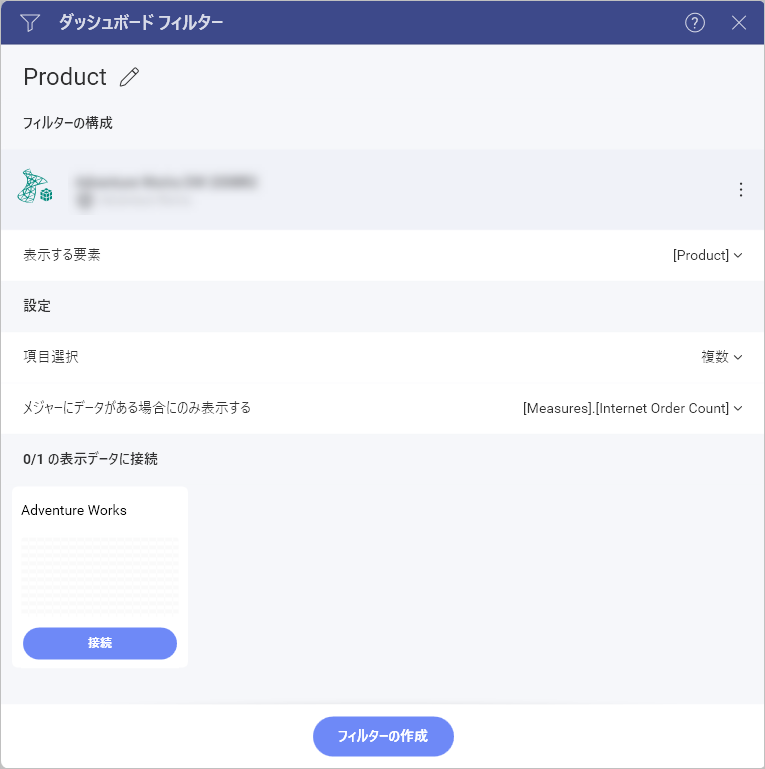 ダッシュボード フィルター
?
Product
フィルターの構成
表示する要素 [Product]
設定
項目選択 複数
メジャーにデータがある場合にのみ表示する [Measures].[Internet Order Count]
0/1 の表示データに接続
Adventure Works
接続
フィルターの作成